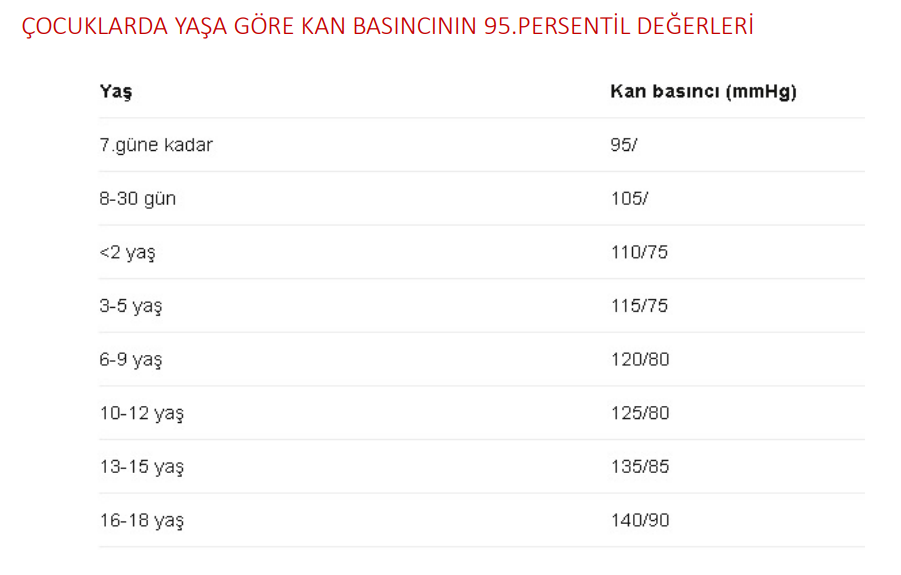 ÇOCUKLARDA YAŞA GÖRE KAN BASINCININ 95.PERSENTİL DEĞERLERİ
Yaş Kan basıncı (mmHg)
7.güne kadar 95/
8-30 gün 105/
<2 yaş 110/75
3-5 yaş 115/75
6-9 yaş 120/80
10-12 yaş 125/80
13-15 yaş 135/85
16-18 yaş 140/90